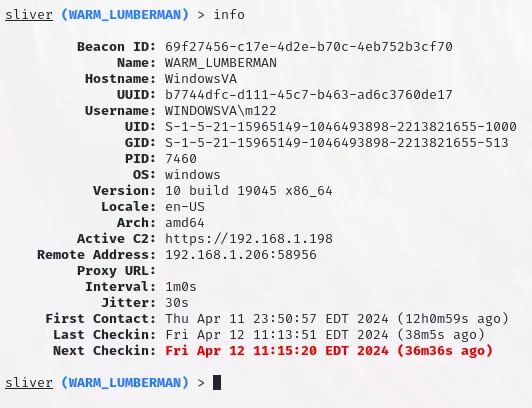 sliver (WARM_LUMBERMAN) > info
Beacon ID: 69f27456-c17e-4d2e-b70c-4eb752b3cf70
Name: WARM_LUMBERMAN
Hostname: WindowsVA
UUID: b7744dfc-d111-45c7-b463-ad6c3760de17
Username: WINDOWSVA\m122
UID: S-1-5-21-15965149-1046493898-2213821655-1000
GID: S-1-5-21-15965149-1046493898-2213821655-513
PID: 7460
OS: windows
Version: 10 build 19045 x86_64
Locale: en-US
Arch: amd64
Active C2: https://192.168.1.198
Remote Address: 192.168.1.206:58956
Proxy URL:
Interval: 1m0s
Jitter: 30s
First Contact: Thu Apr 11 23:50:57 EDT 2024 (12h0m59s ago)
Last Checkin: Fri Apr 12 11:13:51 EDT 2024 (38m5s ago)
Next Checkin: Fri Apr 12 11:15:20 EDT 2024 (36m36s ago)
sliver (WARM_LUMBERMAN) >